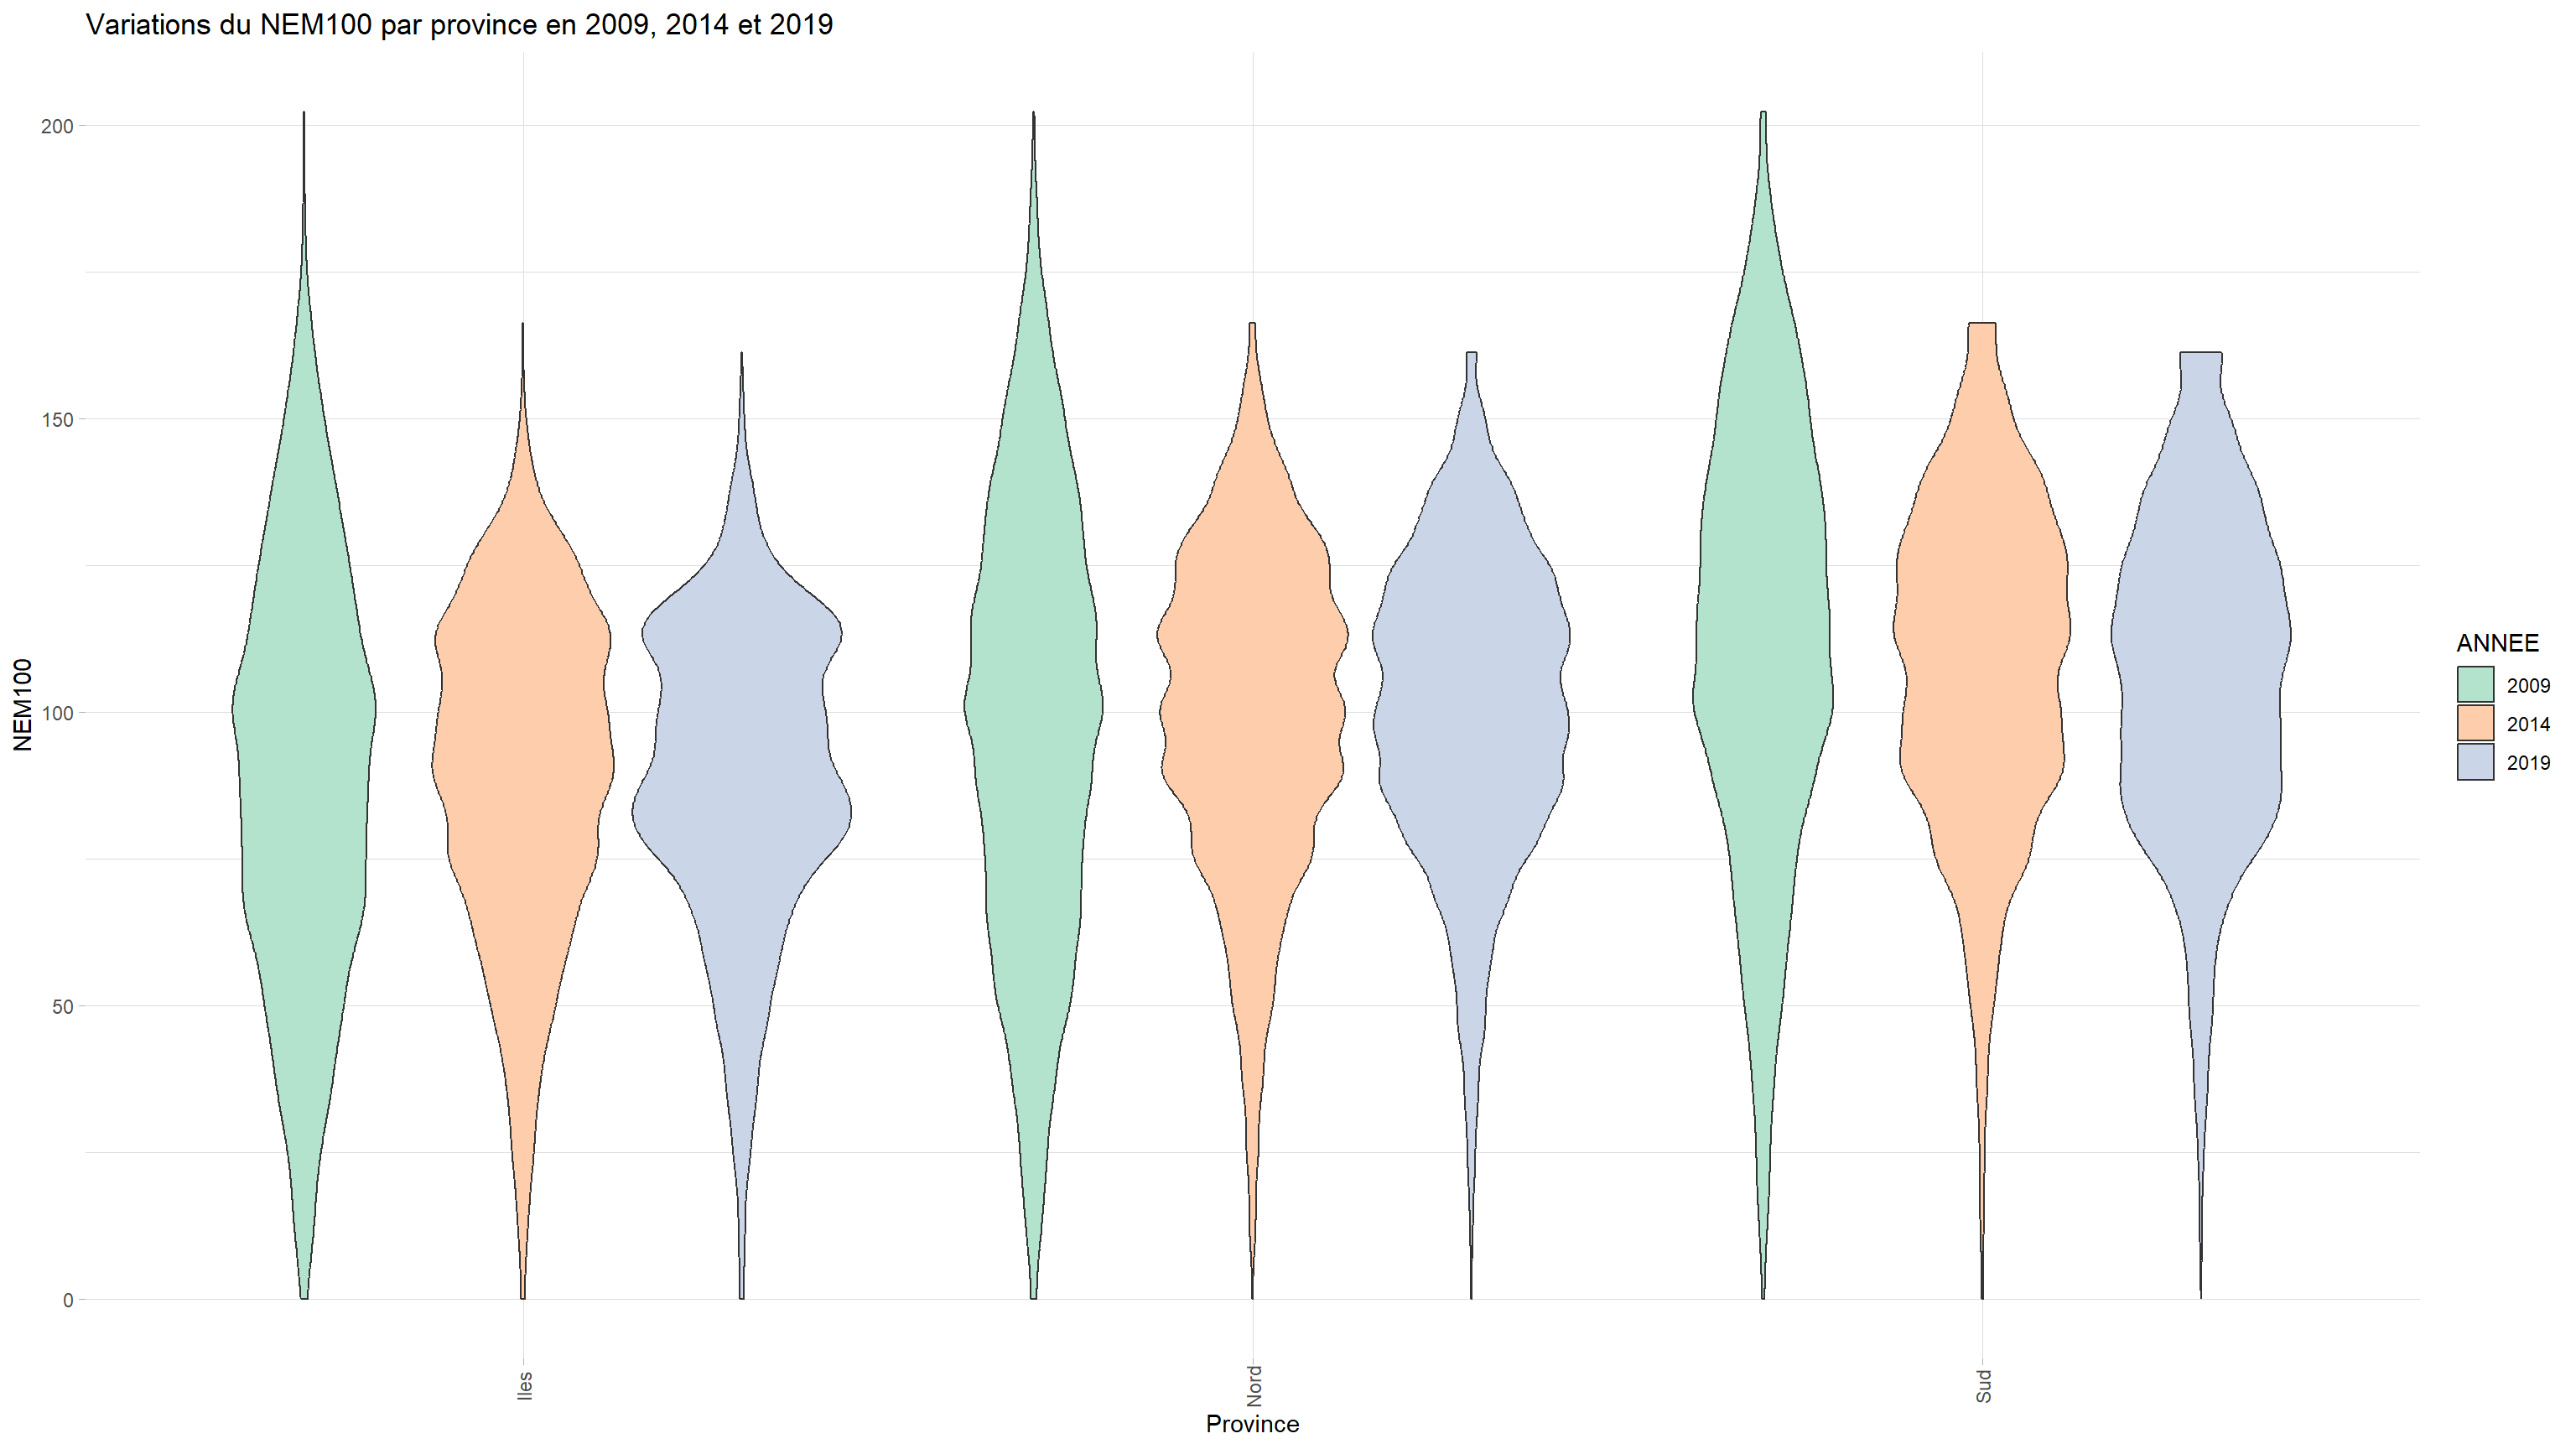 Variations du NEM100 par province en 2009, 2014 et 2019
NEM100
200
150
100
50
0
Iles
Nord
Sud
Province
ANNEE
2009
2014
2019